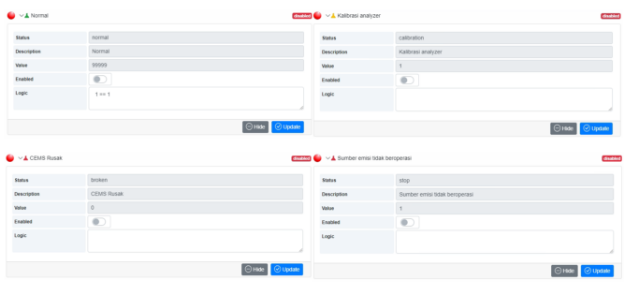 Normal disabled
Status normal
Description Normal
Value 99999
Enabled
Logic 1 == 1
Hide Update
Kalibrasi analyzer disabled
Status calibration
Description Kalibrasi analyzer
Value 1
Enabled
Logic
Hide Update
CEMS Rusak disabled
Status broken
Description CEMS Rusak
Value 0
Enabled
Logic
Hide Update
Sumber emisi tidak beroperasi disabled
Status stop
Description Sumber emisi tidak beroperasi
Value 1
Enabled
Logic
Hide Update